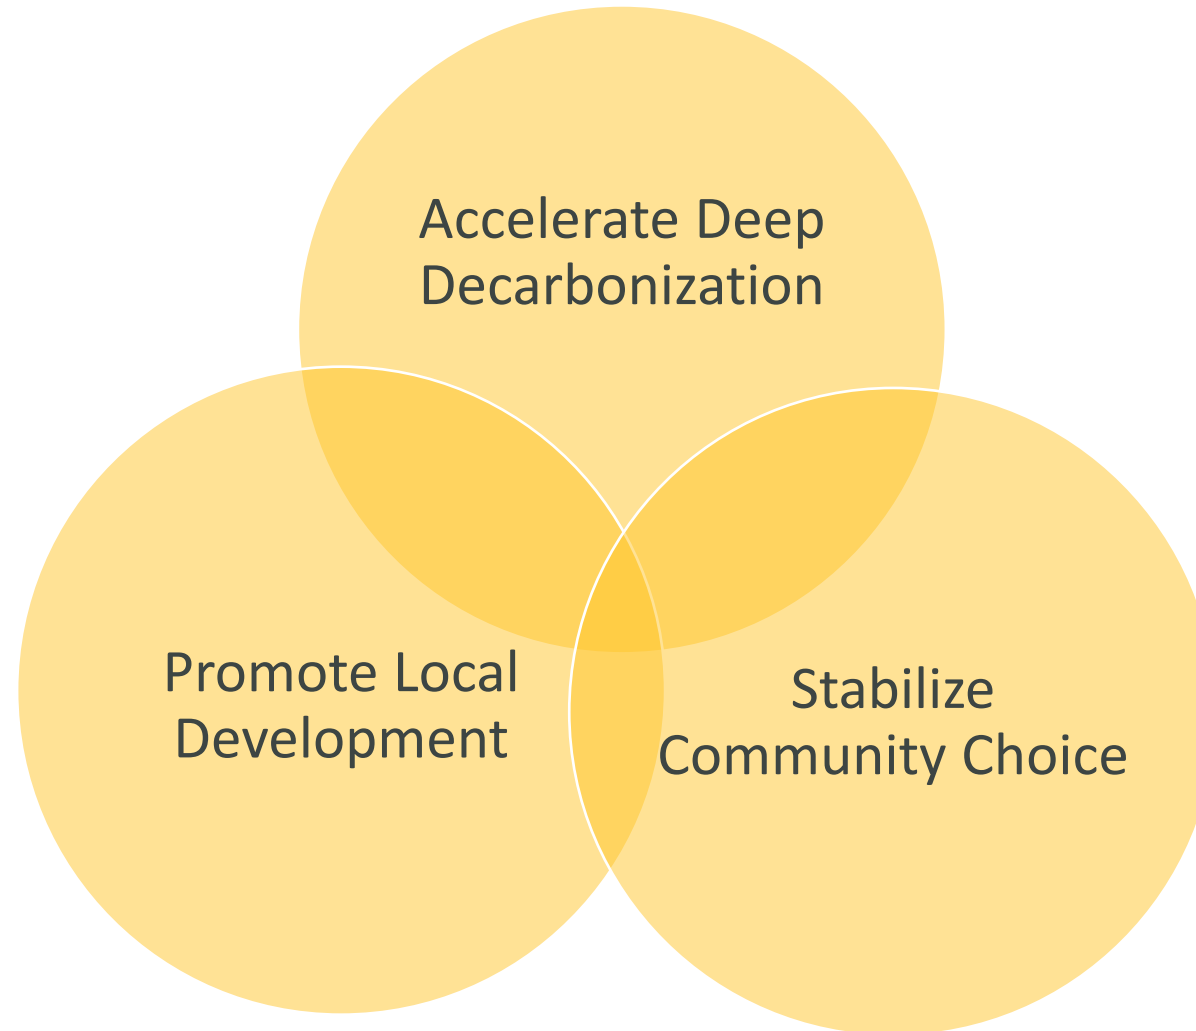 Accelerate Deep
Decarbonization
Promote Local
Development
Stabilize
Community Choice